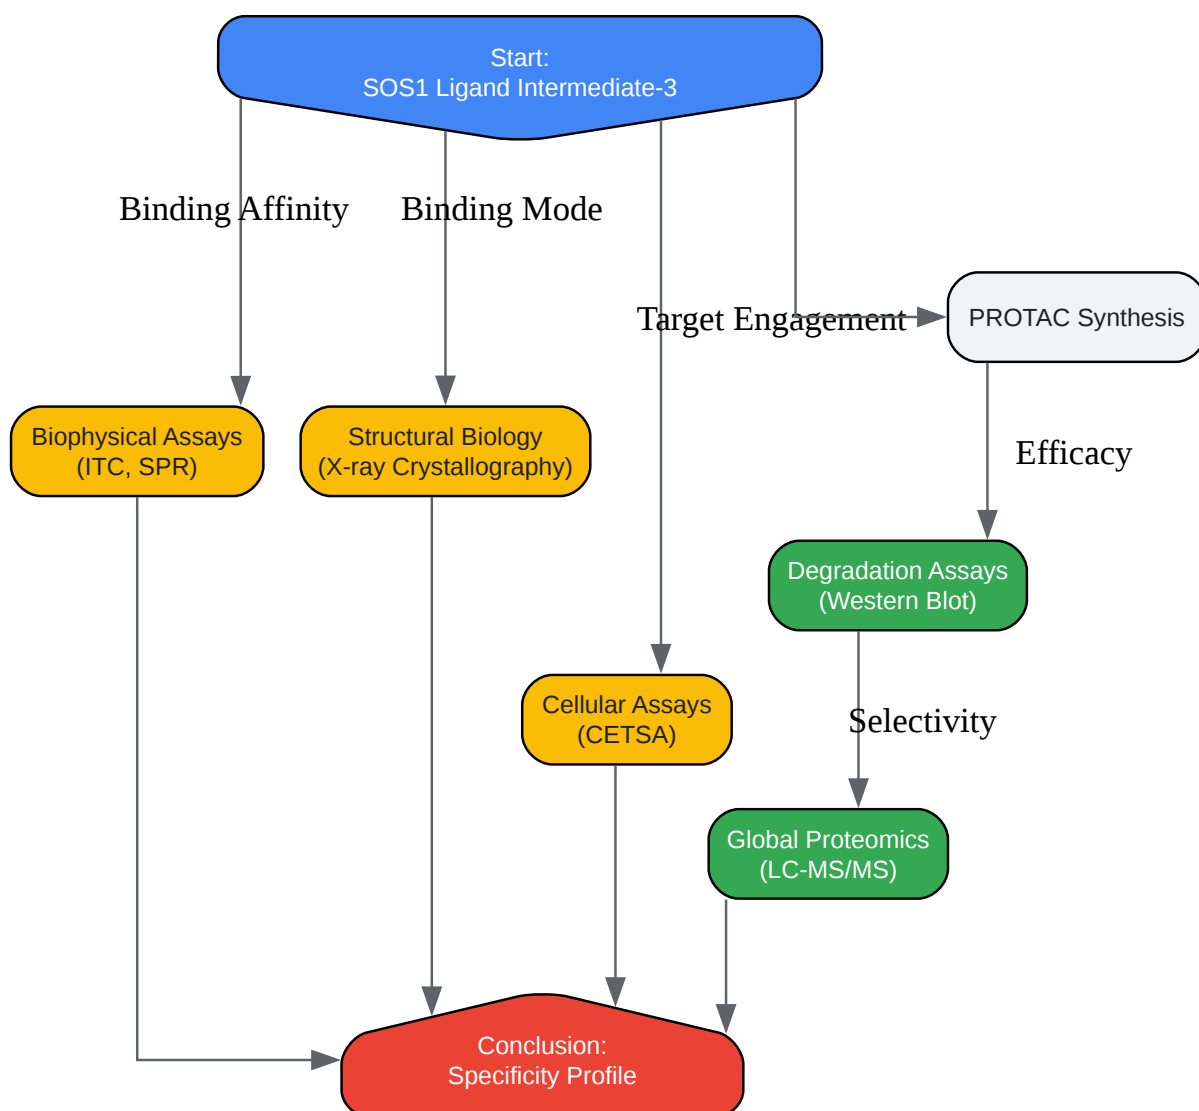 Start:
SOS1 Ligand Intermediate-3
Binding Affinity
Binding Mode
Target Engagement
PROTAC Synthesis
Biophysical Assays
(ITC, SPR)
Structural Biology
(X-ray Crystallography)
Efficacy
Degradation Assays
(Western Blot)
Cellular Assays
(CETSA)
Selectivity
Global Proteomics
(LC-MS/MS)
Conclusion:
Specificity Profile